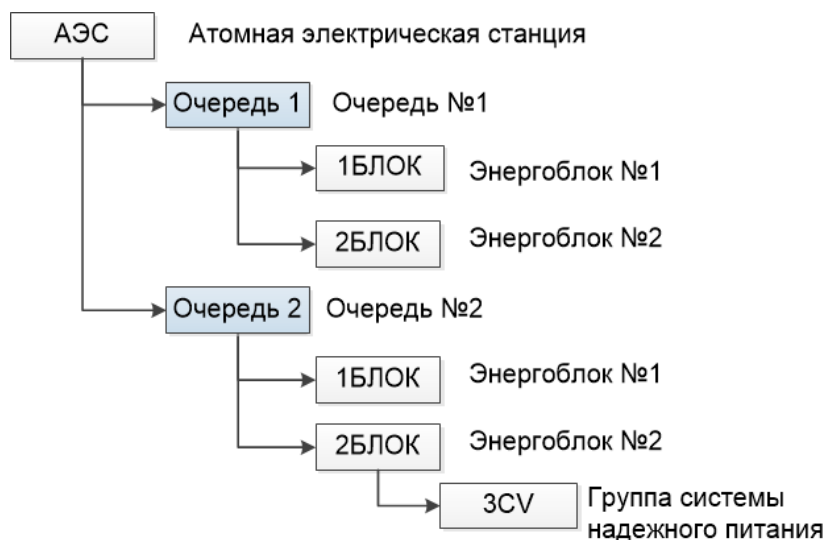 АЭС Атомная электрическая станция
Очередь 1 Очередь №1
1БЛОК Энергоблок №1
2БЛОК Энергоблок №2
Очередь 2 Очередь №2
1БЛОК Энергоблок №1
2БЛОК Энергоблок №2
3CV Группа системы
надежного питания